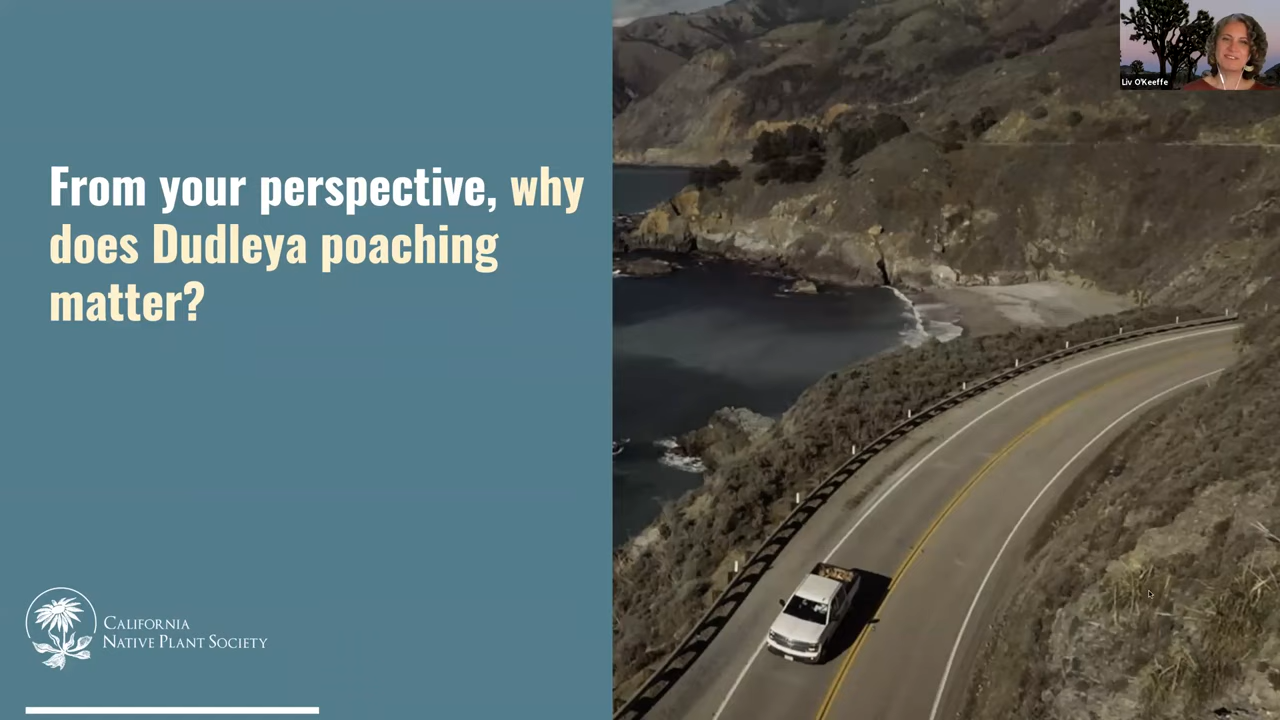 From your perspective, why
does Dudleya poaching
matter?
CALIFORNIA
NATIVE PLANT SOCIETY
Liv O'Keeffe